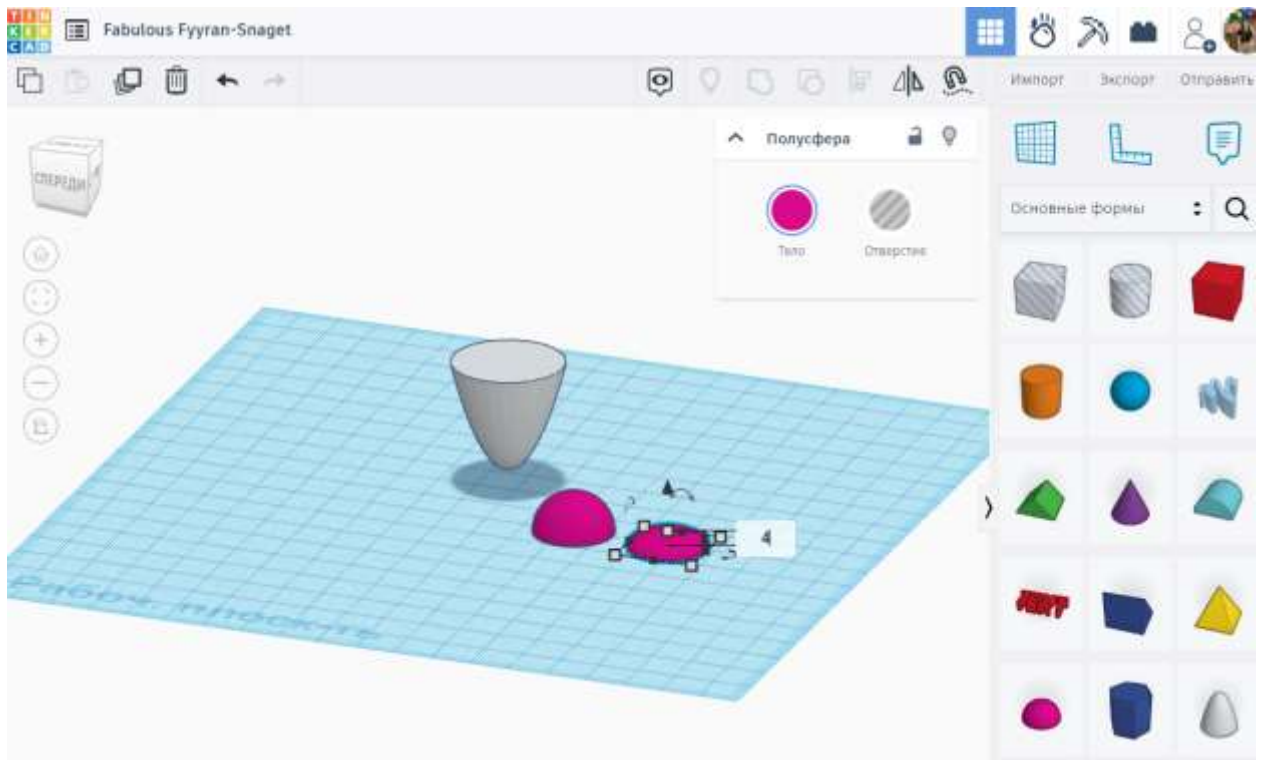 TIN
KER
CAD
Fabulous Fyyran-Snaget
Импорт
Экспорт
Отправить
СПЕРЕДИ
Полусфера
Тело
Отверстие
Основные формы
4